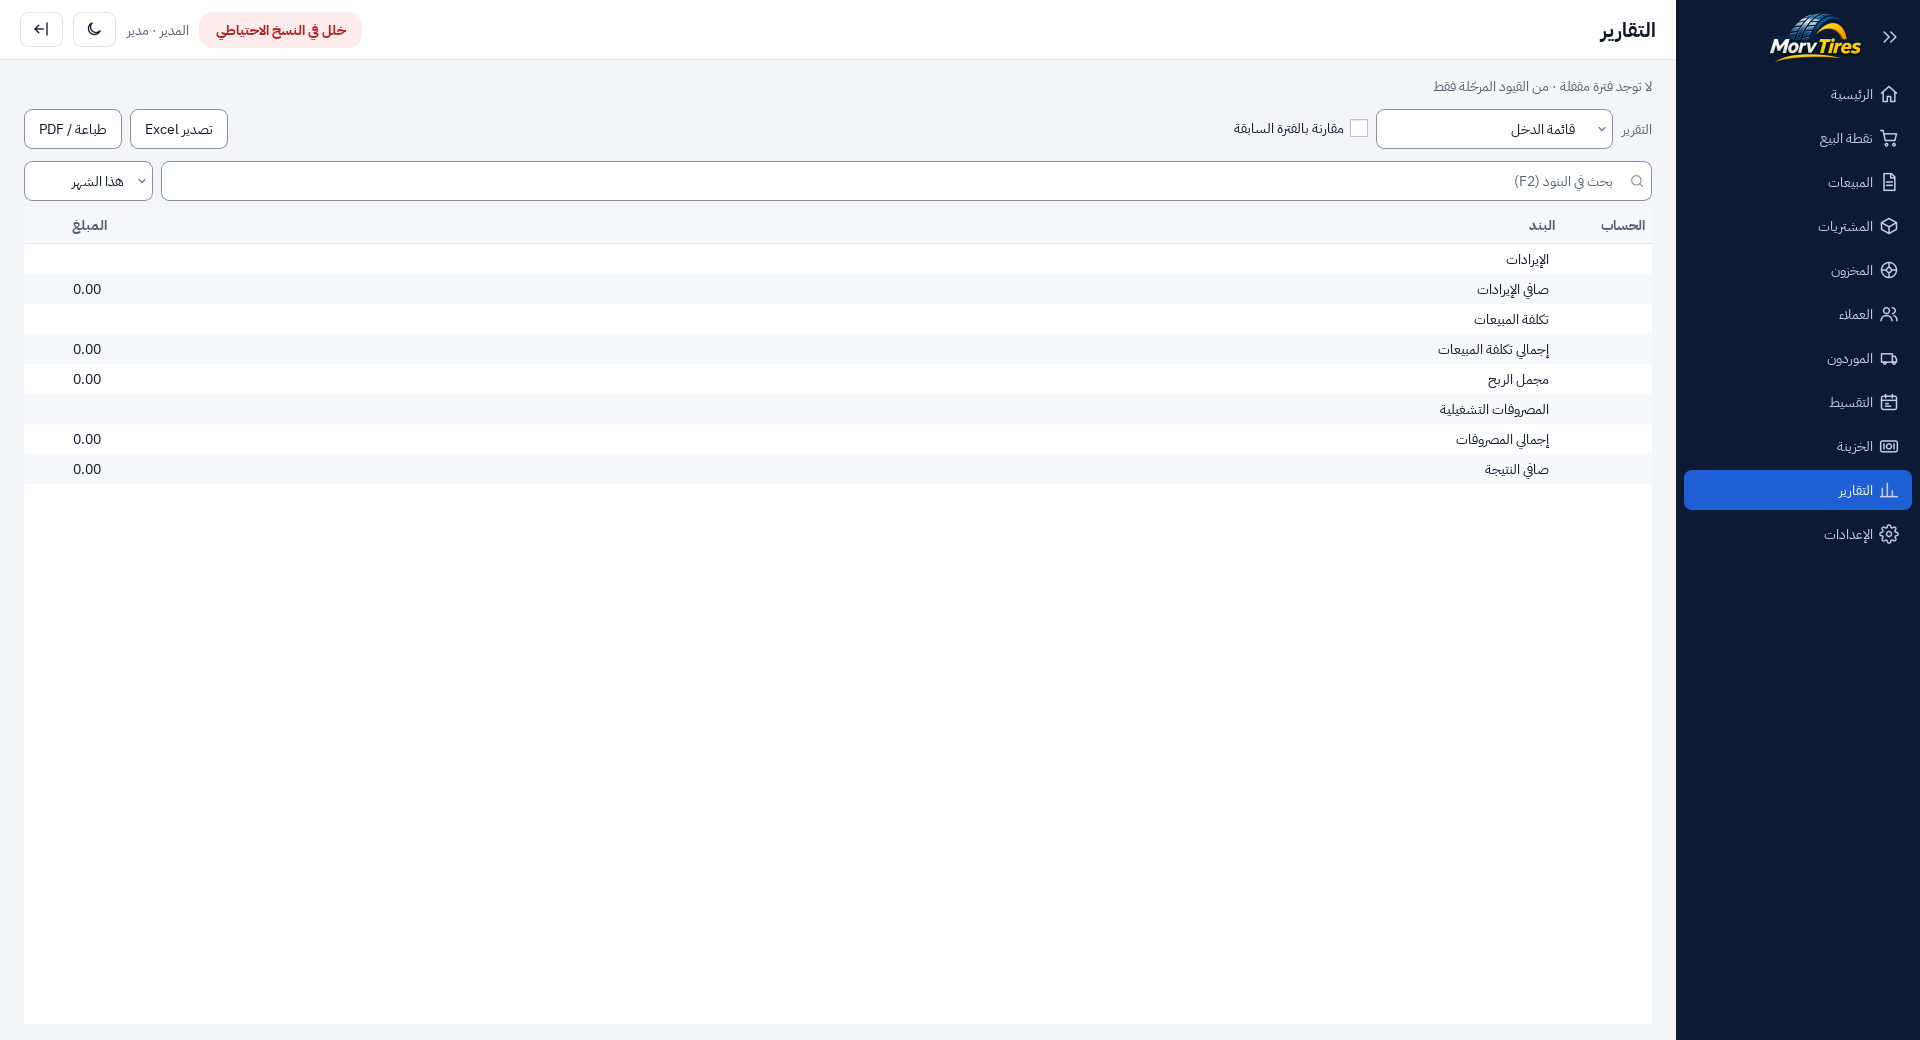 MorvTires
الرئيسية
نقطة البيع
المبيعات
المشتريات
المخزون
العملاء
الموردون
التقسيط
الخزينة
التقارير
الإعدادات
التقارير
خلل في النسخ الاحتياطي
المدير · مدير
لا توجد فترة مقفلة · من القيود المرحّلة فقط
التقرير
قائمة الدخل
مقارنة بالفترة السابقة
تصدير Excel
طباعة / PDF
بحث في البنود (F2)
هذا الشهر
الحساب البند المبلغ
الإيرادات
صافي الإيرادات 0.00
تكلفة المبيعات
إجمالي تكلفة المبيعات 0.00
مجمل الربح 0.00
المصروفات التشغيلية
إجمالي المصروفات 0.00
صافي النتيجة 0.00